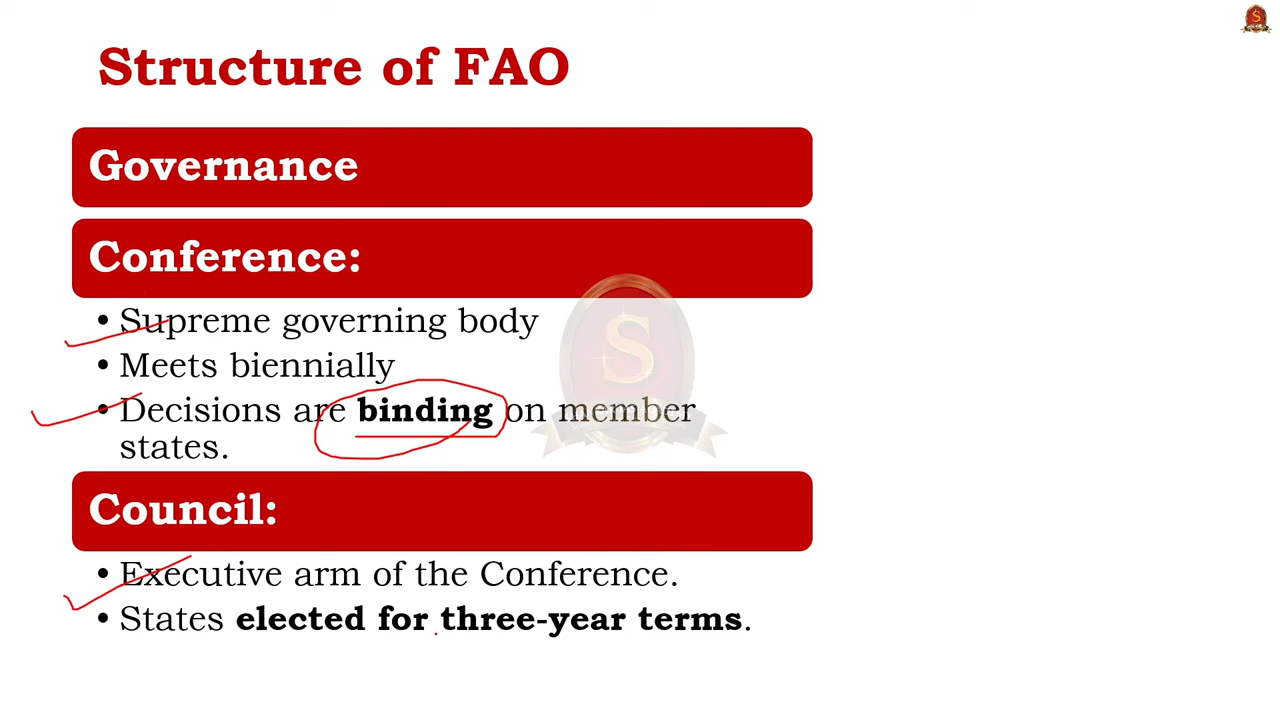 Structure of FAO
Governance
Conference:
• Supreme governing body
• Meets biennially
• Decisions are binding on member
states.
Council:
• Executive arm of the Conference.
• States elected for three-year terms.
S
S